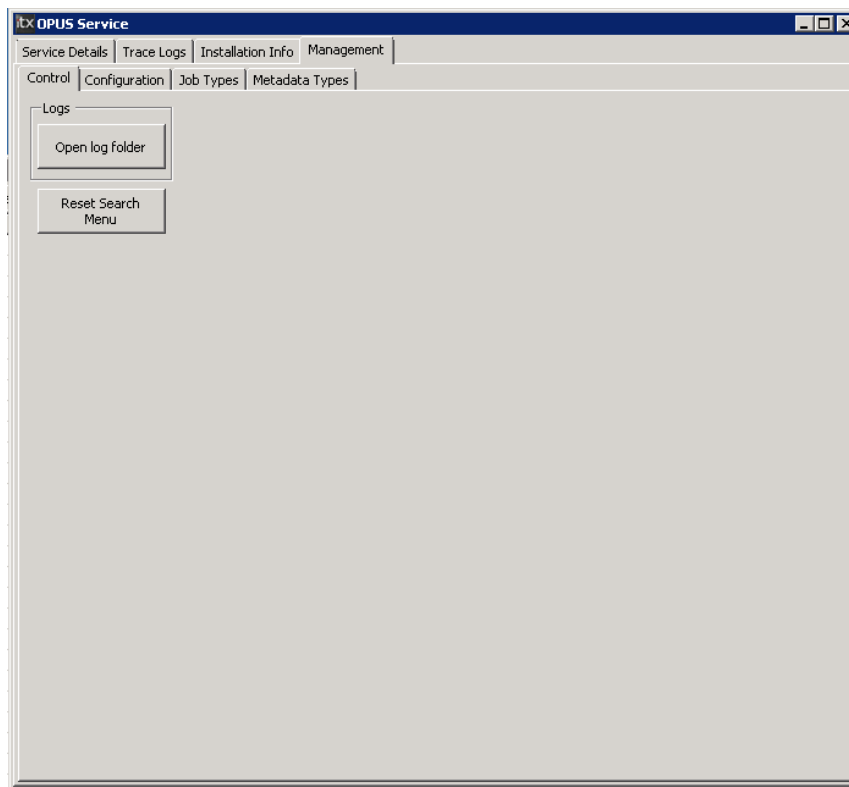 itx OPUS Service
Service Details Trace Logs Installation Info Management
Control Configuration Job Types Metadata Types
Logs
Open log folder
Reset Search
Menu